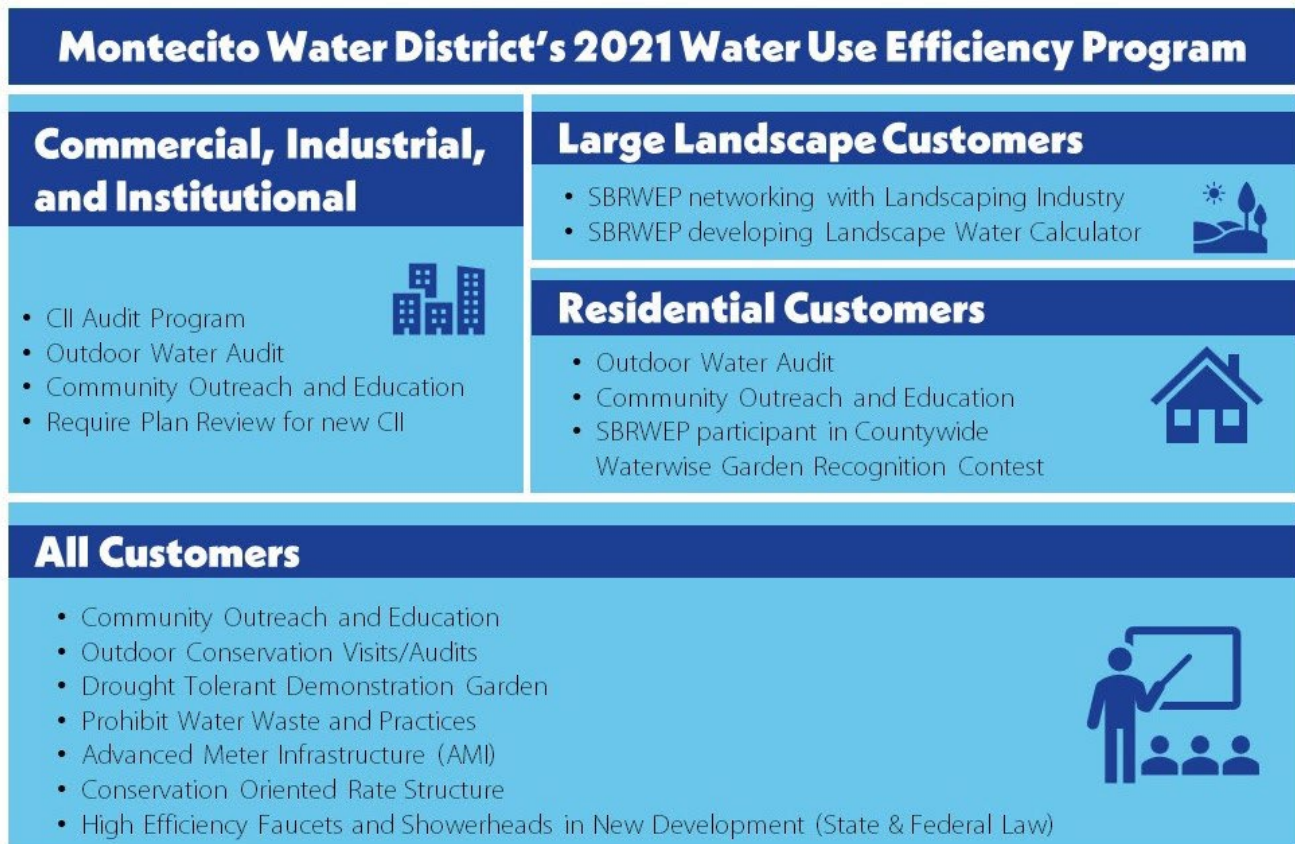 Montecito Water District's 2021 Water Use Efficiency Program
Commercial, Industrial,
and Institutional
• CII Audit Program
• Outdoor Water Audit
• Community Outreach and Education
• Require Plan Review for new CII
Large Landscape Customers
• SBRWEP networking with Landscaping Industry
• SBRWEP developing Landscape Water Calculator
Residential Customers
• Outdoor Water Audit
• Community Outreach and Education
• SBRWEP participant in Countywide
Waterwise Garden Recognition Contest
All Customers
• Community Outreach and Education
• Outdoor Conservation Visits/Audits
• Drought Tolerant Demonstration Garden
• Prohibit Water Waste and Practices
• Advanced Meter Infrastructure (AMI)
• Conservation Oriented Rate Structure
• High Efficiency Faucets and Showerheads in New Development (State & Federal Law)